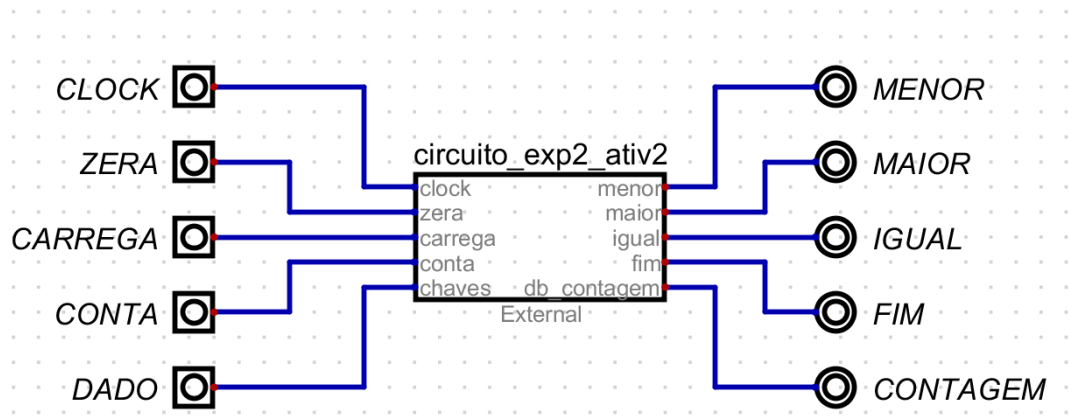 CLOCK
MENOR
ZERA
circuito_exp2_ativ2
MAIOR
clock
menor
zera
maior
CARREGA
carrega
igual
IGUAL
conta
fim
chaves
db_contagem
CONTA
External
FIM
DADO
CONTAGEM